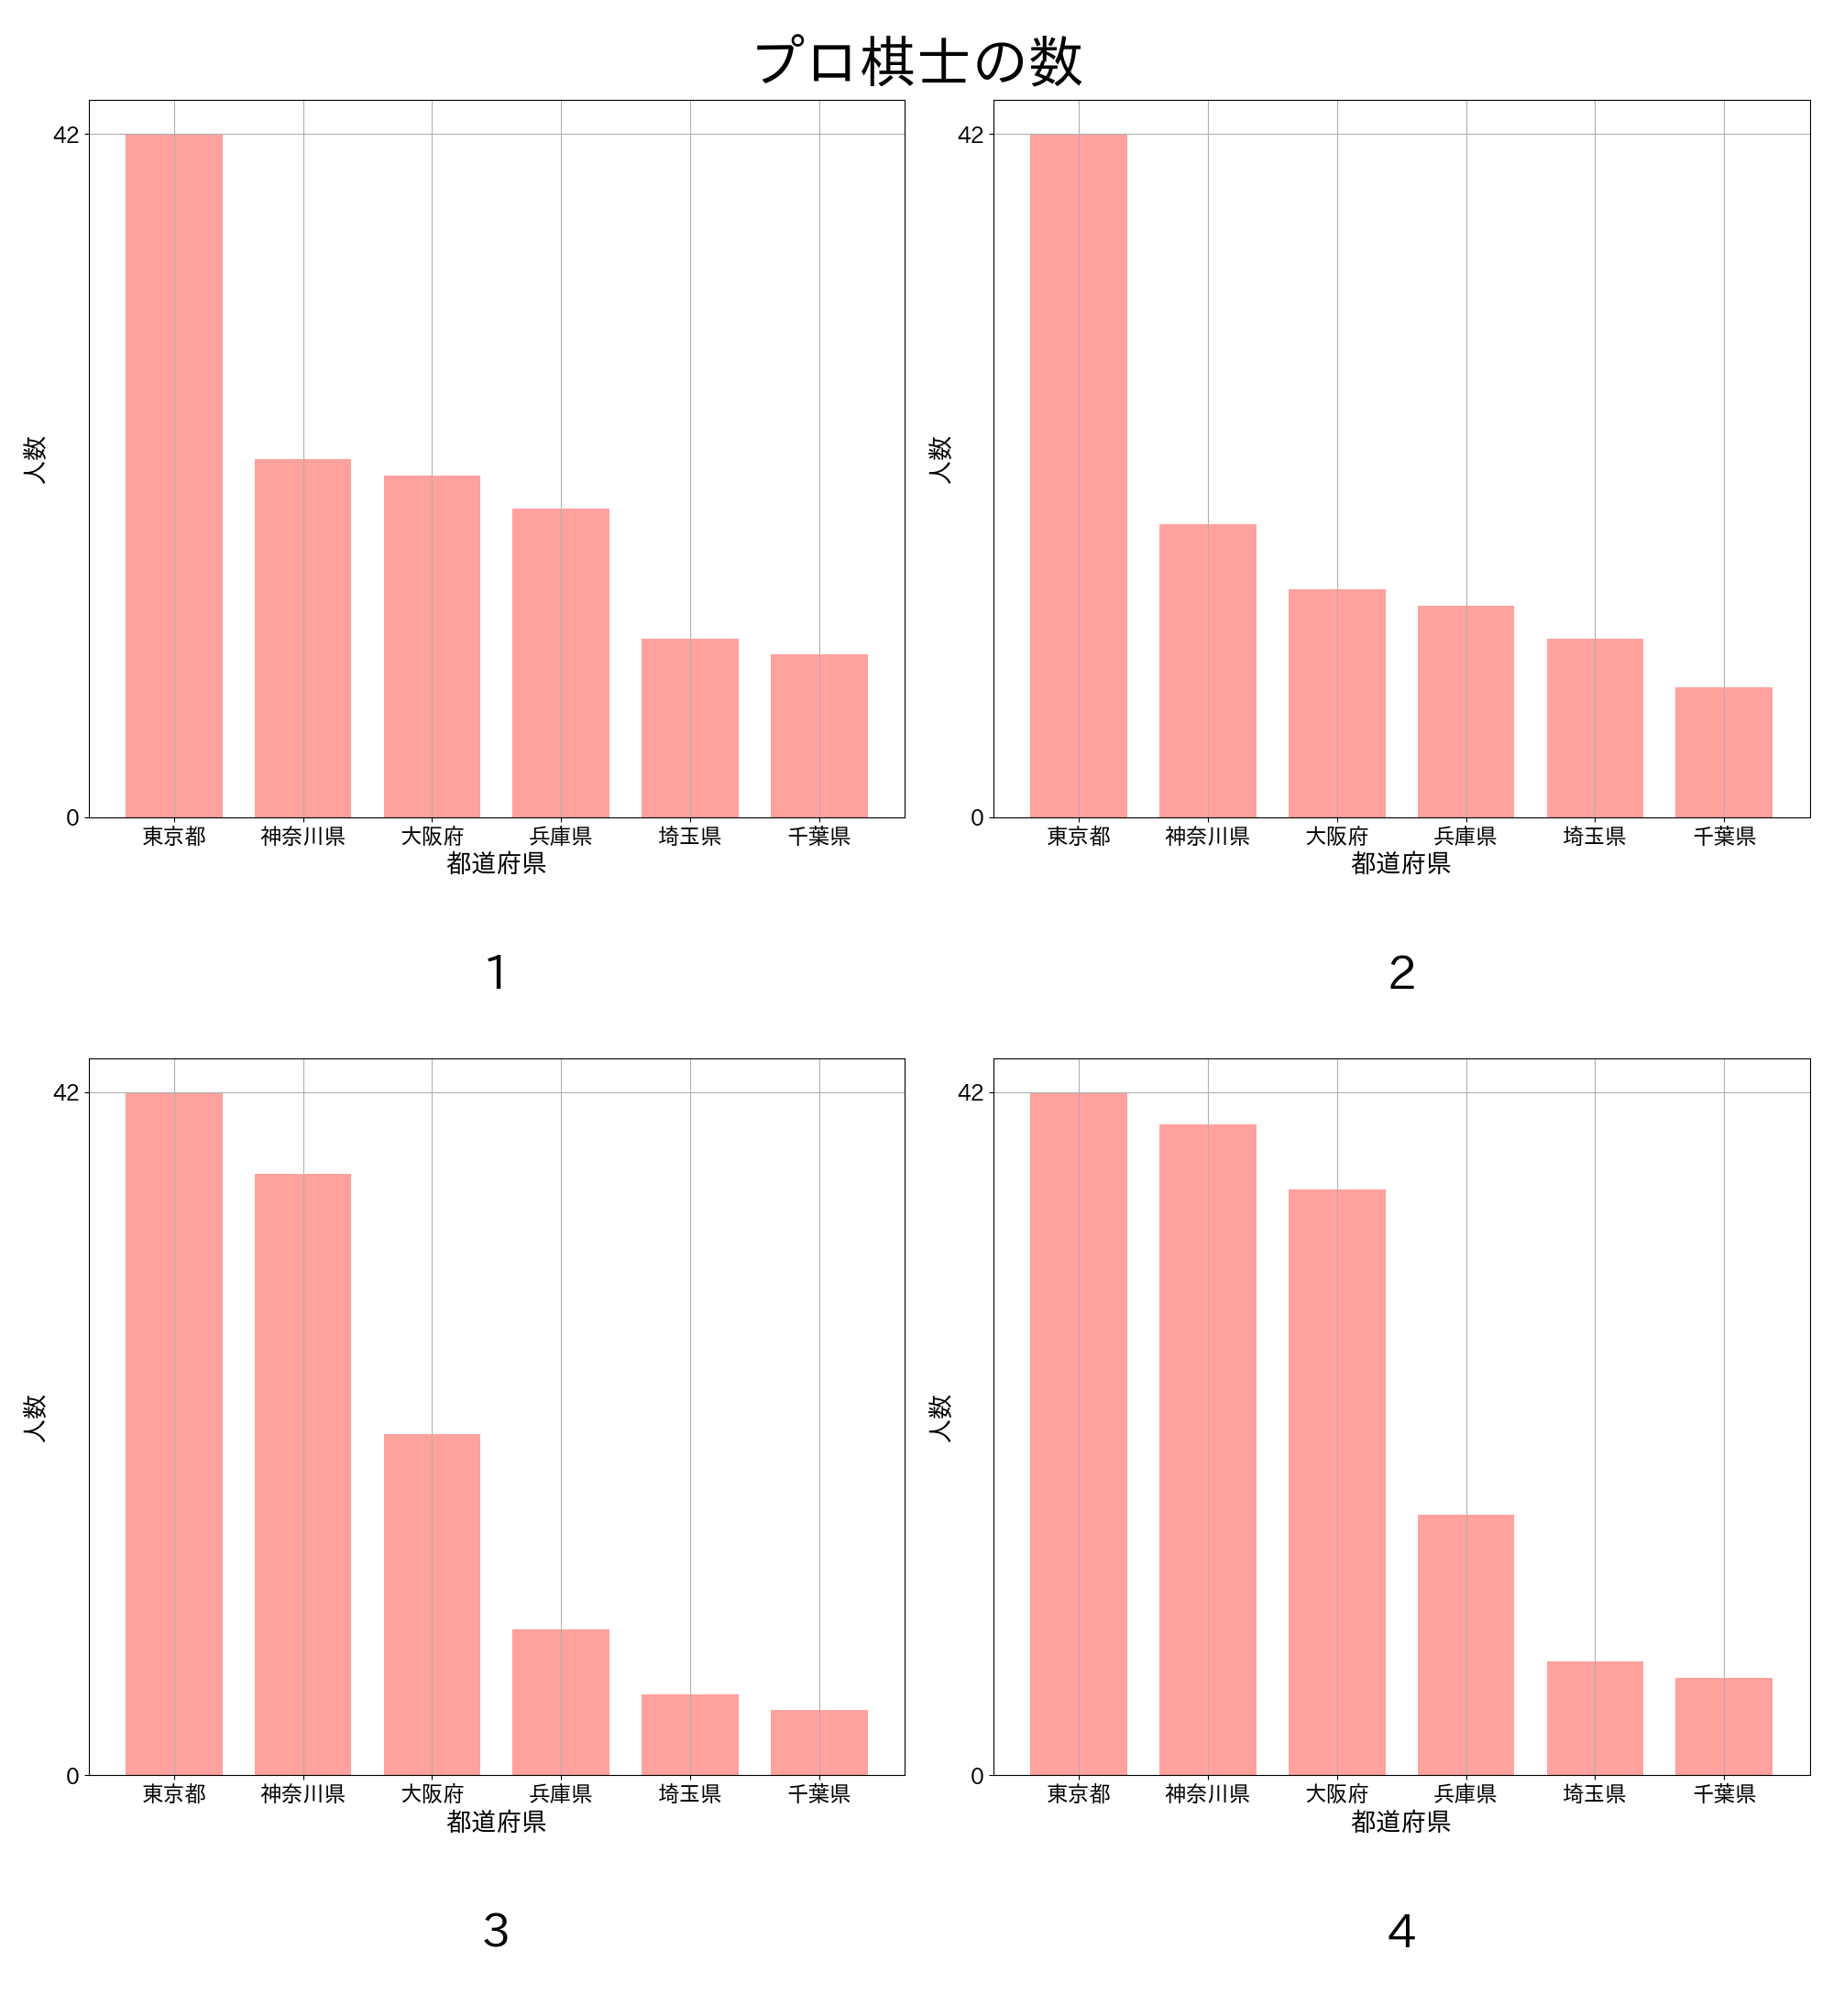 プロ棋士の数
42
人数
0
東京都 神奈川県 大阪府 兵庫県 埼玉県 千葉県
都道府県
1
42
人数
0
東京都 神奈川県 大阪府 兵庫県 埼玉県 千葉県
都道府県
2
42
人数
0
東京都 神奈川県 大阪府 兵庫県 埼玉県 千葉県
都道府県
3
42
人数
0
東京都 神奈川県 大阪府 兵庫県 埼玉県 千葉県
都道府県
4